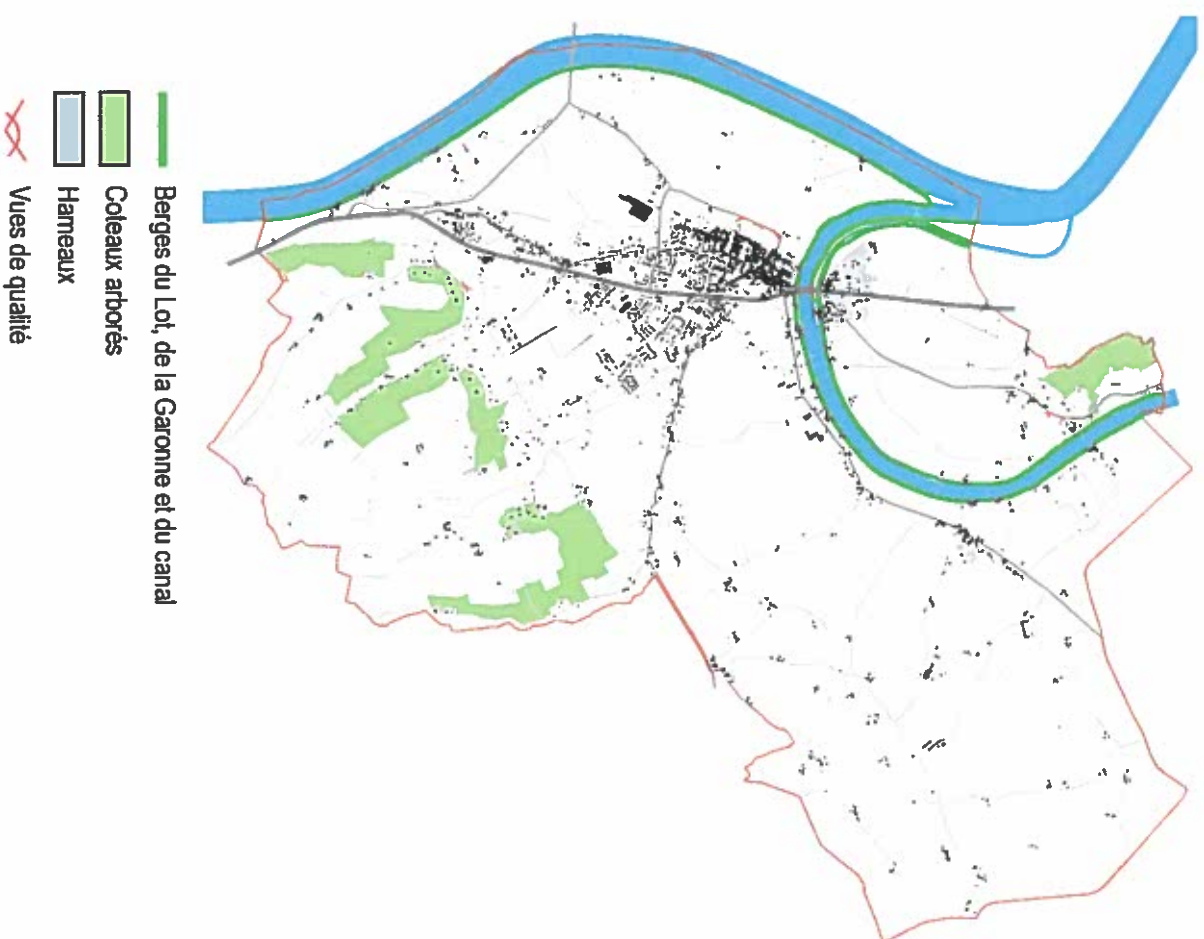 Berges du Lot, de la Garonne et du canal
Coteaux arborés
Hameaux
Vues de qualité